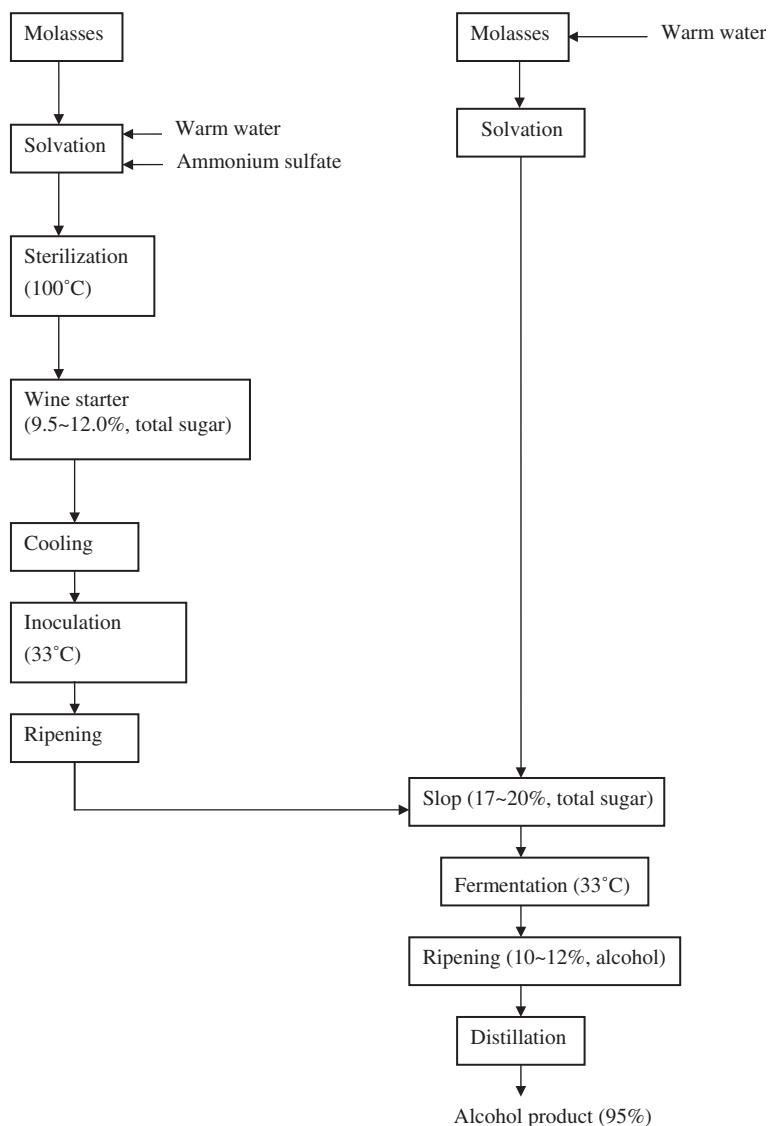 Molasses
Solvation
Warm water
Ammonium sulfate
Sterilization
(100˚C)
Wine starter
(9.5~12.0%, total sugar)
Cooling
Inoculation
(33˚C)
Ripening
Molasses
Warm water
Solvation
Slop (17~20%, total sugar)
Fermentation (33˚C)
Ripening (10~12%, alcohol)
Distillation
Alcohol product (95%)